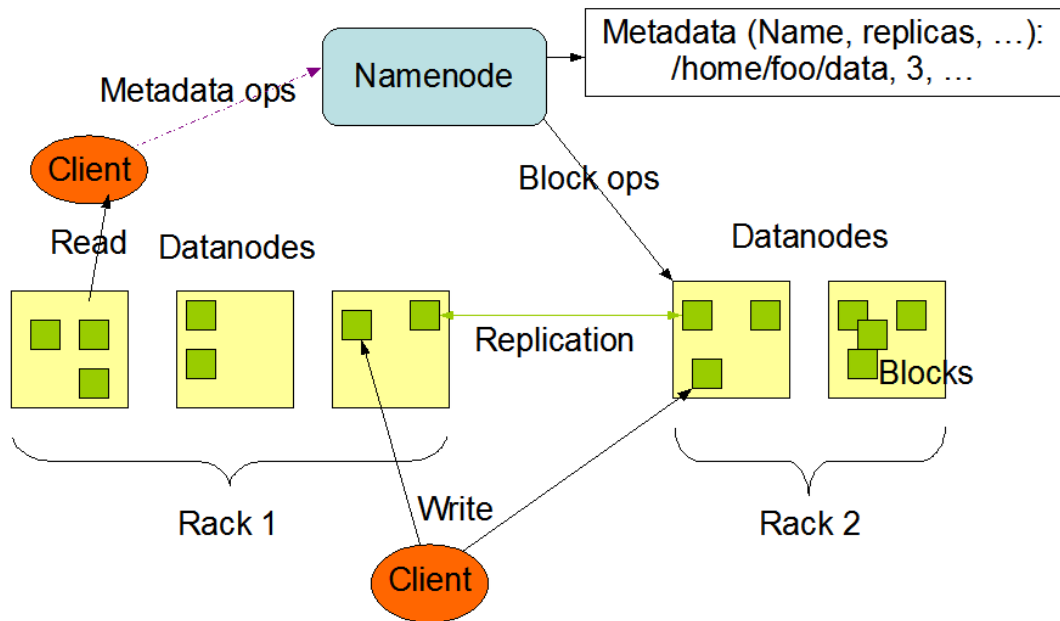 Metadata (Name, replicas, …):
/home/foo/data, 3, …
Namenode
Metadata ops
Client
Block ops
Read
Datanodes
Datanodes
Replication
Blocks
Rack 1
Write
Rack 2
Client